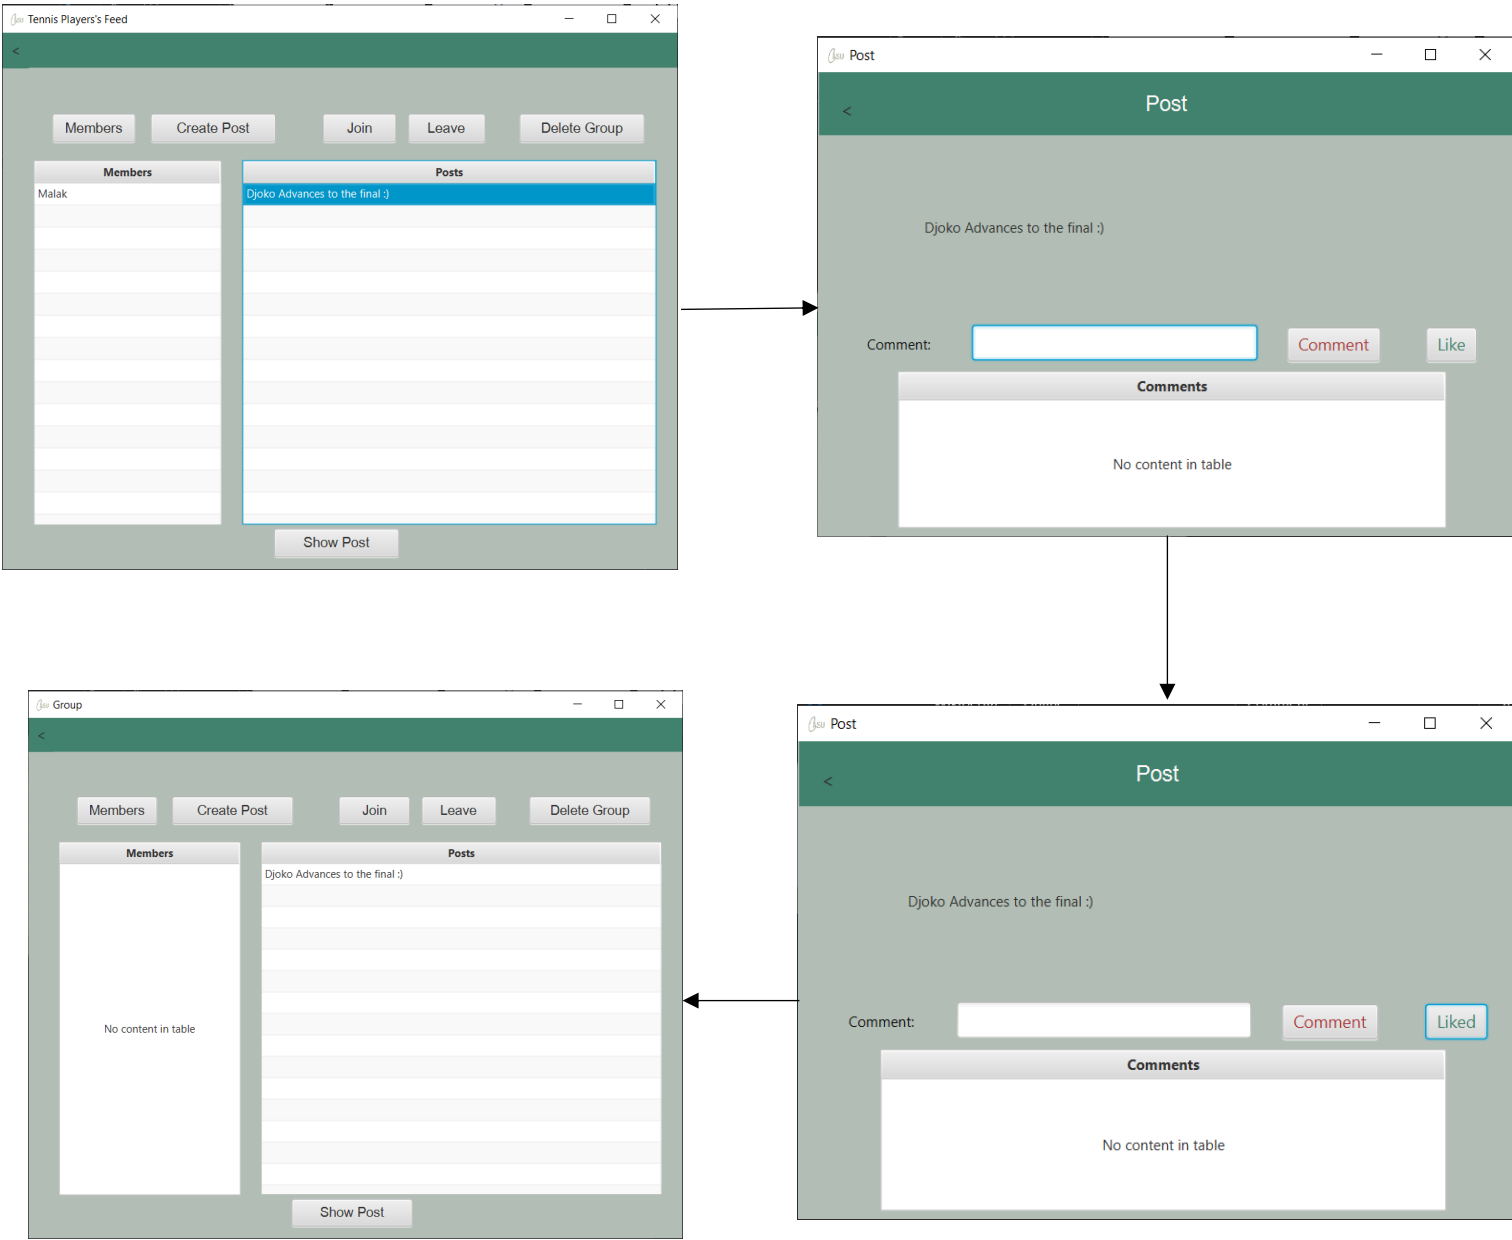 Tennis Players's Feed
<
Members Create Post Join Leave Delete Group
Members Posts
Malak Djoko Advances to the final :)
Show Post
Post
< Post
Djoko Advances to the final :)
Comment: Comment Like
Comments
No content in table
Post
< Post
Djoko Advances to the final :)
Comment: Comment Liked
Comments
No content in table
Group
<
Members Create Post Join Leave Delete Group
Members Posts
Djoko Advances to the final :)
No content in table
Show Post